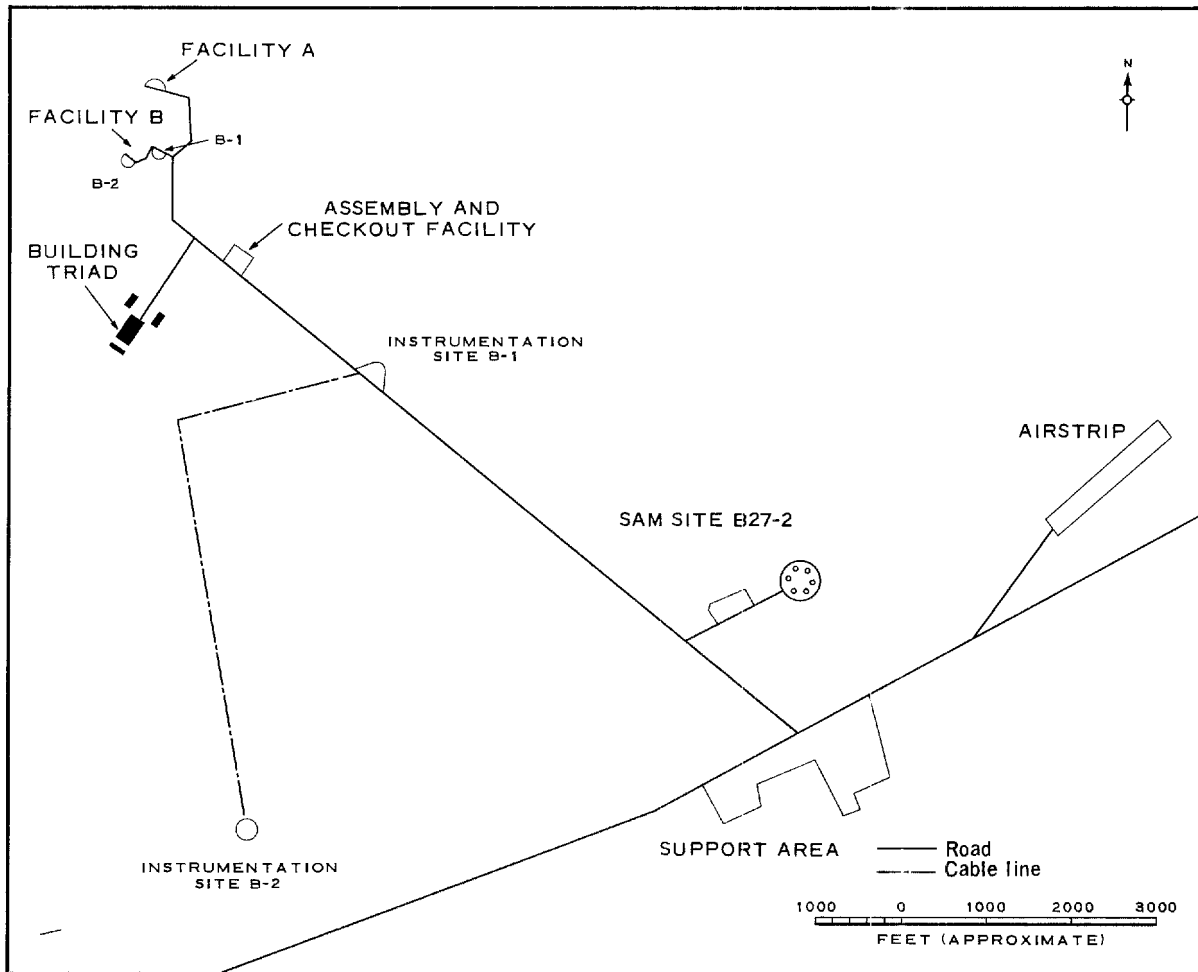 FACILITY A
N
FACILITY B
B-1
B-2
ASSEMBLY AND
CHECKOUT FACILITY
BUILDING
TRIAD
INSTRUMENTATION
SITE B-1
AIRSTRIP
SAM SITE B27-2
SUPPORT AREA
Road
Cable line
INSTRUMENTATION
SITE B-2
1000 0 1000 2000 3000
FEET (APPROXIMATE)